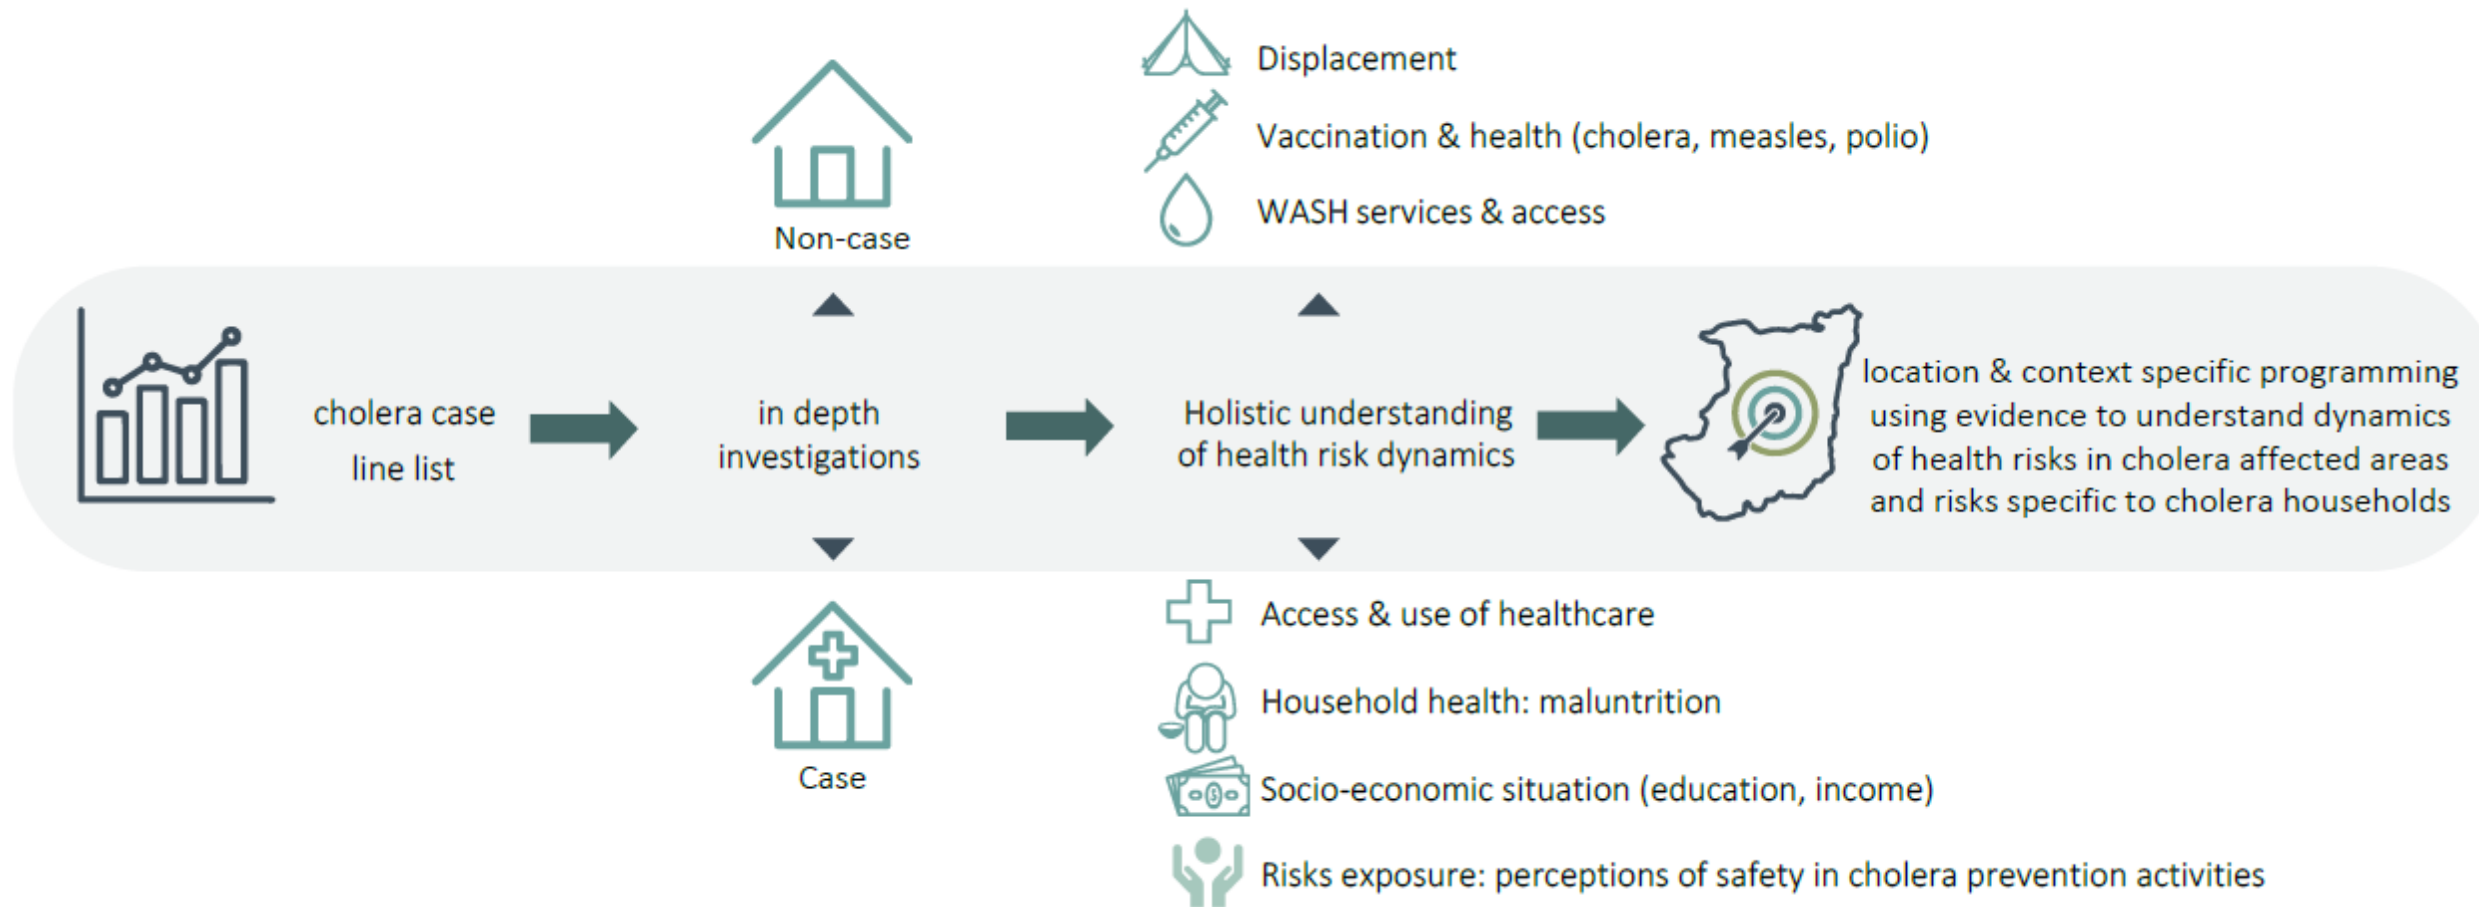 Displacement
Vaccination & health (cholera, measles, polio)
WASH services & access
Non-case
cholera case
line list
in depth
investigations
Holistic understanding
of health risk dynamics
location & context specific programming
using evidence to understand dynamics
of health risks in cholera affected areas
and risks specific to cholera households
Case
Access & use of healthcare
Household health: maluntrition
Socio-economic situation (education, income)
Risks exposure: perceptions of safety in cholera prevention activities